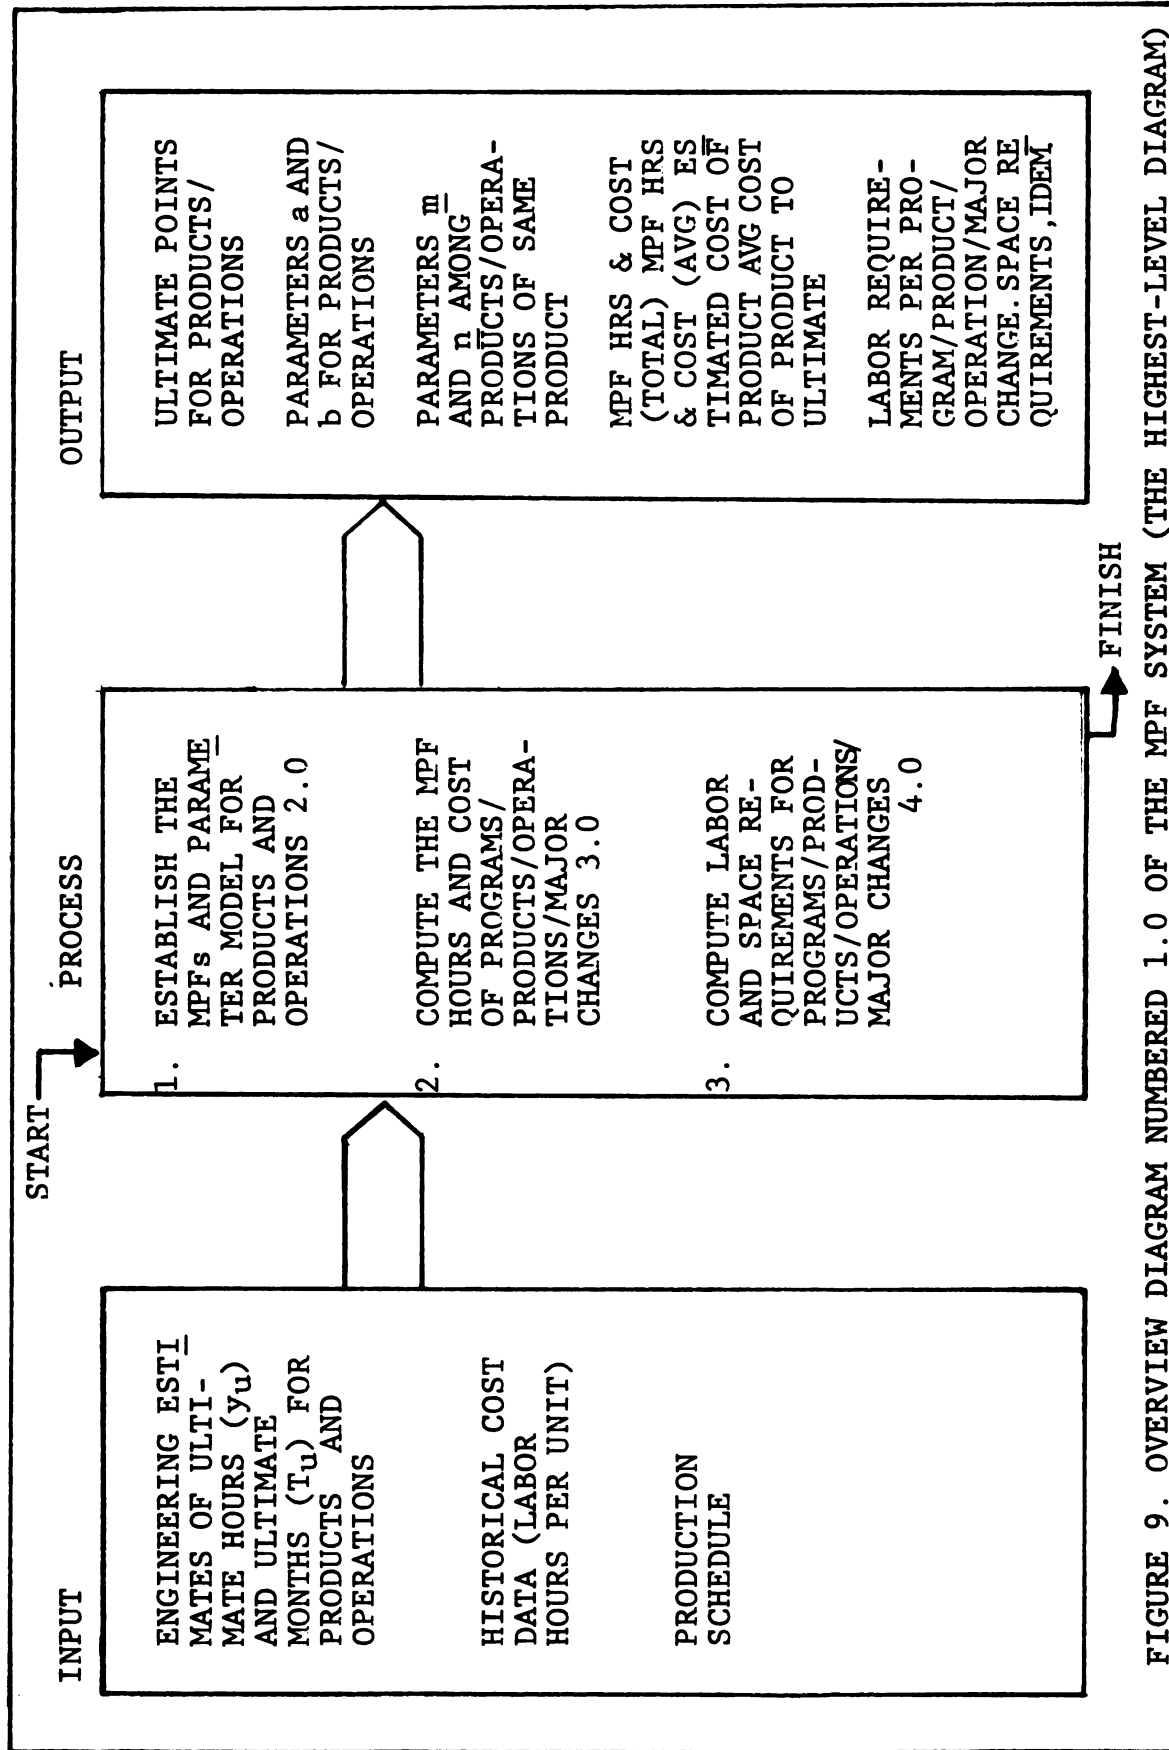 INPUT
ENGINEERING ESTI
MATES OF ULTI-
MATE HOURS (yu)
AND ULTIMATE
MONTHS (Tu) FOR
PRODUCTS AND
OPERATIONS
HISTORICAL COST
DATA (LABOR
HOURS PER UNIT)
PRODUCTION
SCHEDULE
START
PROCESS
1. ESTABLISH THE
MPFs AND PARAME
TER MODEL FOR
PRODUCTS AND
OPERATIONS 2.0
2. COMPUTE THE MPF
HOURS AND COST
OF PROGRAMS/
PRODUCTS/OPERA-
TIONS/MAJOR
CHANGES 3.0
3. COMPUTE LABOR
AND SPACE RE-
QUIREMENTS FOR
PROGRAMS/PROD-
UCTS/OPERATIONS/
MAJOR CHANGES
4.0
FINISH
OUTPUT
ULTIMATE POINTS
FOR PRODUCTS/
OPERATIONS
PARAMETERS a AND
b FOR PRODUCTS/
OPERATIONS
PARAMETERS m
AND n AMONG
PRODUCTS/OPERA-
TIONS OF SAME
PRODUCT
MPF HRS & COST
(TOTAL) MPF HRS
& COST (AVG) ES
TIMATED COST OF
PRODUCT AVG COST
OF PRODUCT TO
ULTIMATE
LABOR REQUIRE-
MENTS PER PRO-
GRAM/PRODUCT/
OPERATION/MAJOR
CHANGE.SPACE RE
QUIREMENTS,IDEM
FIGURE 9. OVERVIEW DIAGRAM NUMBERED 1.0 OF THE MPF SYSTEM (THE HIGHEST-LEVEL DIAGRAM)